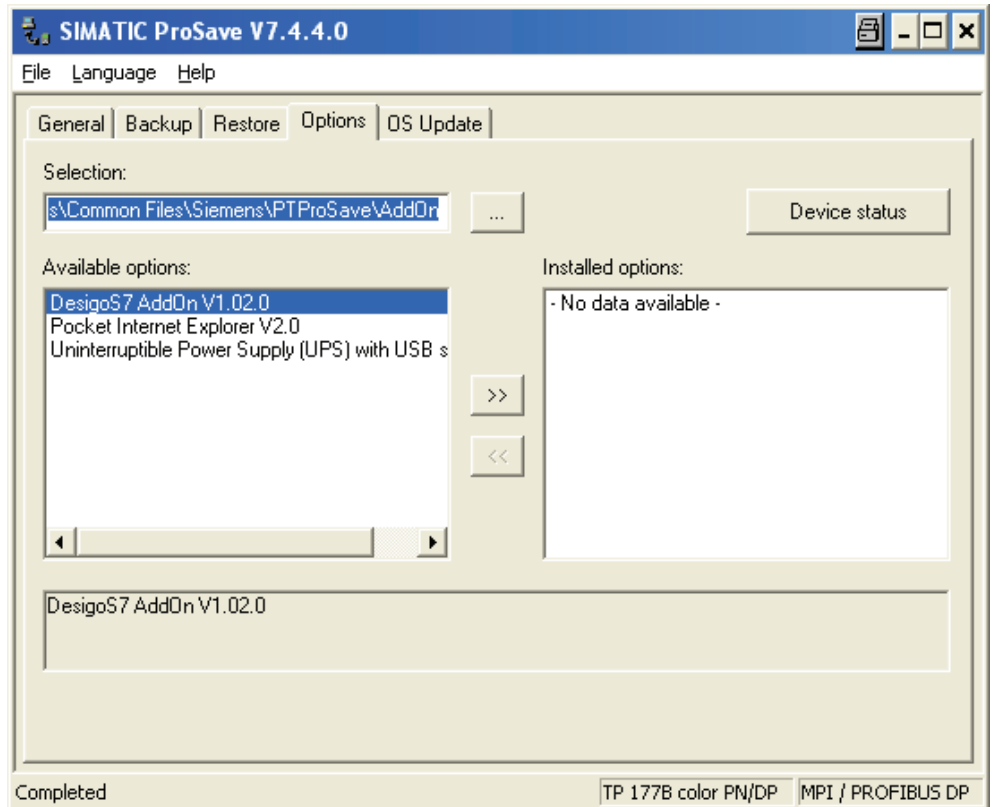 SIMATIC ProSave V7.4.4.0
File Language Help
General Backup Restore Options OS Update
Selection:
s\Common Files\Siemens\PTProSave\AddOn
...
Device status
Available options:
Installed options:
DesigoS7 AddOn V1.02.0
Pocket Internet Explorer V2.0
Uninterruptible Power Supply (UPS) with USB s
- No data available -
>>
<<
DesigoS7 AddOn V1.02.0
Completed
TP 177B color PN/DP
MPI / PROFIBUS DP